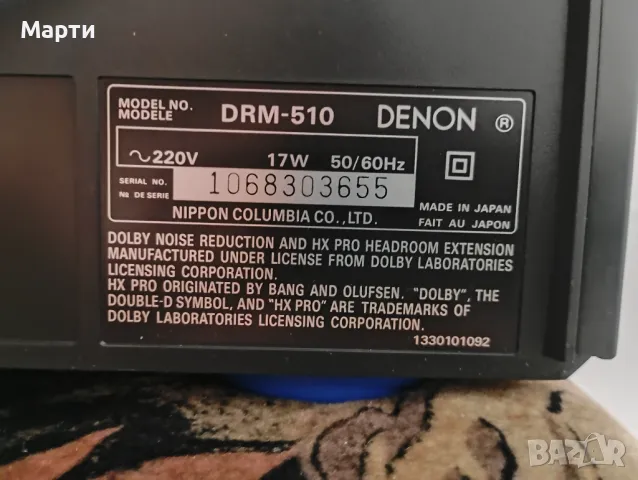 Марти
MODEL NO. DRM-510 DENON ®
MODELE
~220V 17W 50/60Hz
SERIAL NO. 1068303655
No DE SERIE
MADE IN JAPAN
NIPPON COLUMBIA CO., LTD. FAIT AU JAPON
DOLBY NOISE REDUCTION AND HX PRO HEADROOM EXTENSION
MANUFACTURED UNDER LICENSE FROM DOLBY LABORATORIES
LICENSING CORPORATION.
HX PRO ORIGINATED BY BANG AND OLUFSEN. "DOLBY", THE
DOUBLE-D SYMBOL, AND "HX PRO" ARE TRADEMARKS OF
DOLBY LABORATORIES LICENSING CORPORATION.
1330101092
BAZAR